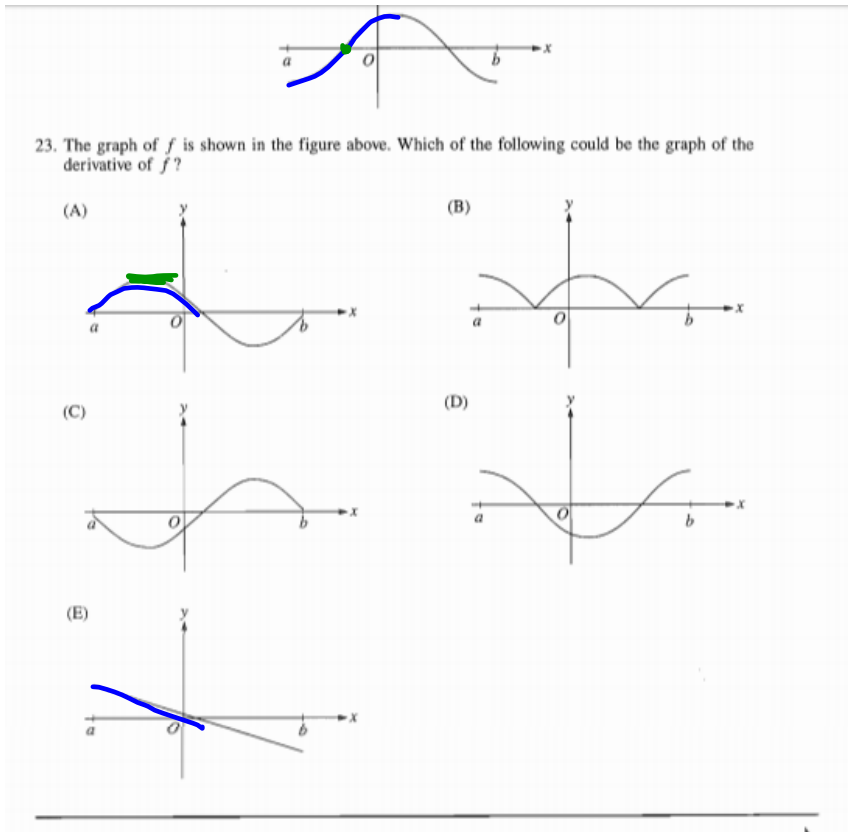 a O b x
23. The graph of f is shown in the figure above. Which of the following could be the graph of the
derivative of f ?
(A) y (B) y
a O b x a O b x
(C) y (D) y
a O b x a O b x
(E) y
a O b x